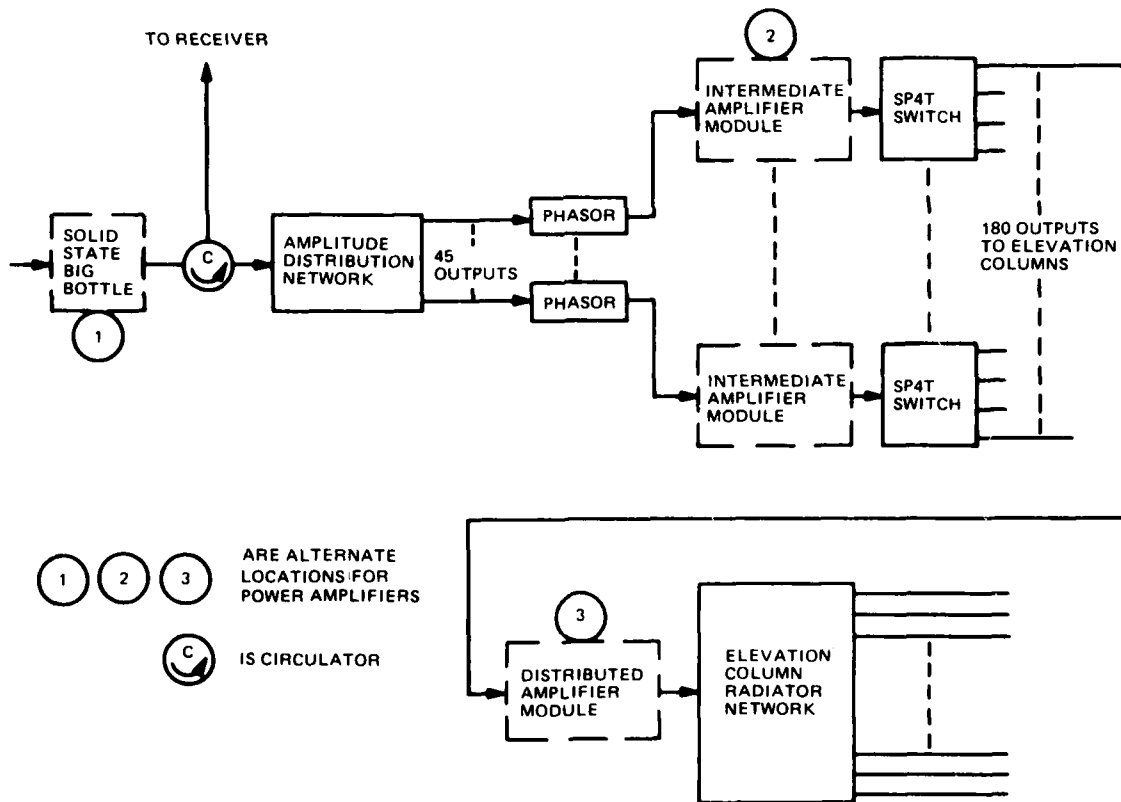 TO RECEIVER
2
INTERMEDIATE
AMPLIFIER
MODULE
SP4T
SWITCH
SOLID
STATE
BIG
BOTTLE
1
C
AMPLITUDE
DISTRIBUTION
NETWORK
45
OUTPUTS
PHASOR
PHASOR
180 OUTPUTS
TO ELEVATION
COLUMNS
INTERMEDIATE
AMPLIFIER
MODULE
SP4T
SWITCH
1 2 3
ARE ALTERNATE
LOCATIONS FOR
POWER AMPLIFIERS
C
IS CIRCULATOR
3
DISTRIBUTED
AMPLIFIER
MODULE
ELEVATION
COLUMN
RADIATOR
NETWORK